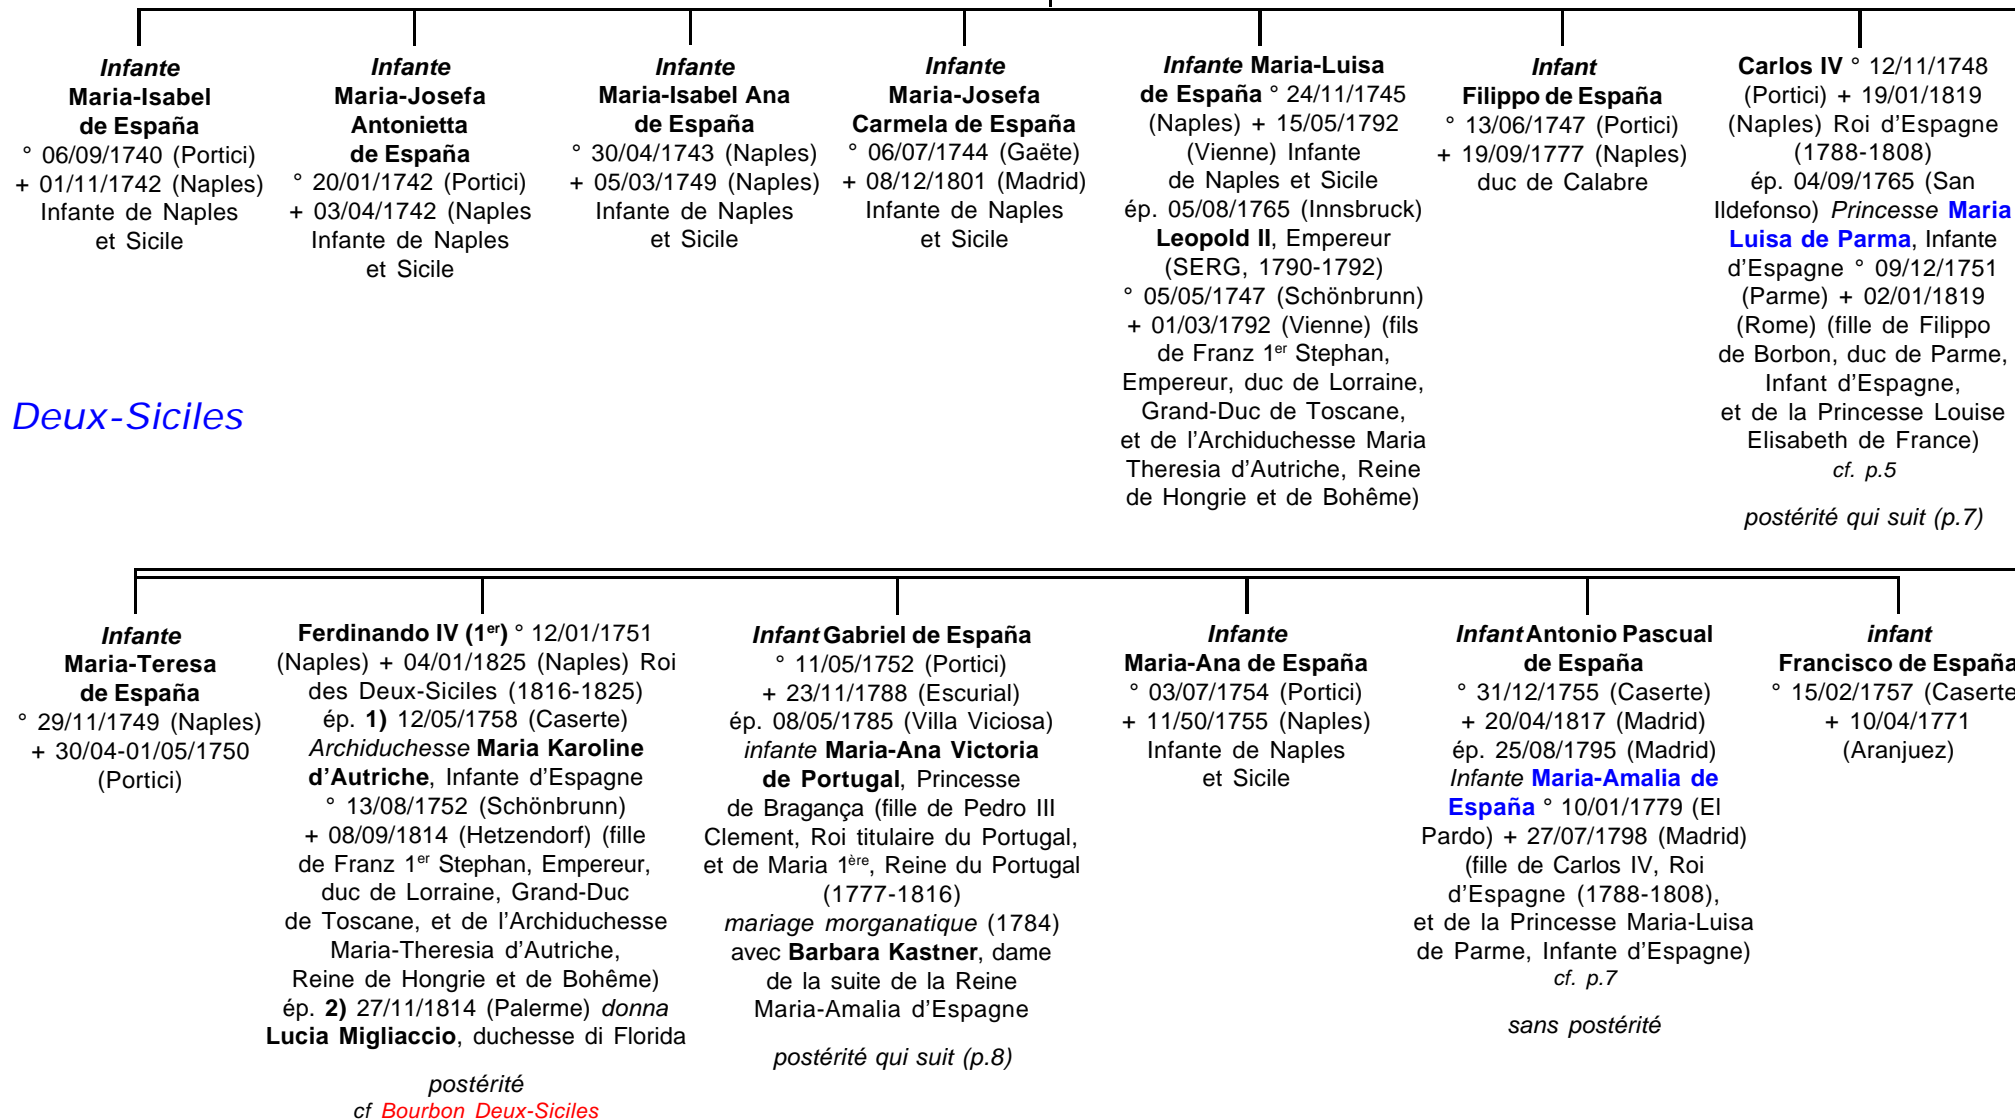 Infante
Maria-Isabel
de España
° 06/09/1740 (Portici)
+ 01/11/1742 (Naples)
Infante de Naples
et Sicile
Infante
Maria-Josefa
Antonietta
de España
° 20/01/1742 (Portici)
+ 03/04/1742 (Naples
Infante de Naples
et Sicile
Infante
Maria-Isabel Ana
de España
° 30/04/1743 (Naples)
+ 05/03/1749 (Naples)
Infante de Naples
et Sicile
Infante
Maria-Josefa
Carmela de España
° 06/07/1744 (Gaëte)
+ 08/12/1801 (Madrid)
Infante de Naples
et Sicile
Infante Maria-Luisa
de España ° 24/11/1745
(Naples) + 15/05/1792
(Vienne) Infante
de Naples et Sicile
ép. 05/08/1765 (Innsbruck)
Leopold II, Empereur
(SERG, 1790-1792)
° 05/05/1747 (Schönbrunn)
+ 01/03/1792 (Vienne) (fils
de Franz 1er Stephan,
Empereur, duc de Lorraine,
Grand-Duc de Toscane,
et de l'Archiduchesse Maria
Theresia d'Autriche, Reine
de Hongrie et de Bohême)
Infant
Filippo de España
° 13/06/1747 (Portici)
+ 19/09/1777 (Naples)
duc de Calabre
Carlos IV ° 12/11/1748
(Portici) + 19/01/1819
(Naples) Roi d'Espagne
(1788-1808)
ép. 04/09/1765 (San
Ildefonso) Princesse Maria
Luisa de Parma, Infante
d'Espagne ° 09/12/1751
(Parme) + 02/01/1819
(Rome) (fille de Filippo
de Borbon, duc de Parme,
Infant d'Espagne,
et de la Princesse Louise
Elisabeth de France)
cf. p.5
postérité qui suit (p.7)
Deux-Siciles
Infante
Maria-Teresa
de España
° 29/11/1749 (Naples)
+ 30/04-01/05/1750
(Portici)
Ferdinando IV (1er) ° 12/01/1751
(Naples) + 04/01/1825 (Naples) Roi
des Deux-Siciles (1816-1825)
ép. 1) 12/05/1758 (Caserte)
Archiduchesse Maria Karoline
d'Autriche, Infante d'Espagne
° 13/08/1752 (Schönbrunn)
+ 08/09/1814 (Hetzendorf) (fille
de Franz 1er Stephan, Empereur,
duc de Lorraine, Grand-Duc
de Toscane, et de l'Archiduchesse
Maria-Theresia d'Autriche,
Reine de Hongrie et de Bohême)
ép. 2) 27/11/1814 (Palerme) donna
Lucia Migliaccio, duchesse di Florida
postérité
cf Bourbon Deux-Siciles
Infant Gabriel de España
° 11/05/1752 (Portici)
+ 23/11/1788 (Escurial)
ép. 08/05/1785 (Villa Viciosa)
infante Maria-Ana Victoria
de Portugal, Princesse
de Bragança (fille de Pedro III
Clement, Roi titulaire du Portugal,
et de Maria 1ère, Reine du Portugal
(1777-1816)
mariage morganatique (1784)
avec Barbara Kastner, dame
de la suite de la Reine
Maria-Amalia d'Espagne
postérité qui suit (p.8)
Infante
Maria-Ana de España
° 03/07/1754 (Portici)
+ 11/50/1755 (Naples)
Infante de Naples
et Sicile
Infant Antonio Pascual
de España
° 31/12/1755 (Caserte)
+ 20/04/1817 (Madrid)
ép. 25/08/1795 (Madrid)
Infante Maria-Amalia de
España ° 10/01/1779 (El
Pardo) + 27/07/1798 (Madrid)
(fille de Carlos IV, Roi
d'Espagne (1788-1808),
et de la Princesse Maria-Luisa
de Parme, Infante d'Espagne)
cf. p.7
sans postérité
infant
Francisco de España
° 15/02/1757 (Caserte
+ 10/04/1771
(Aranjuez)